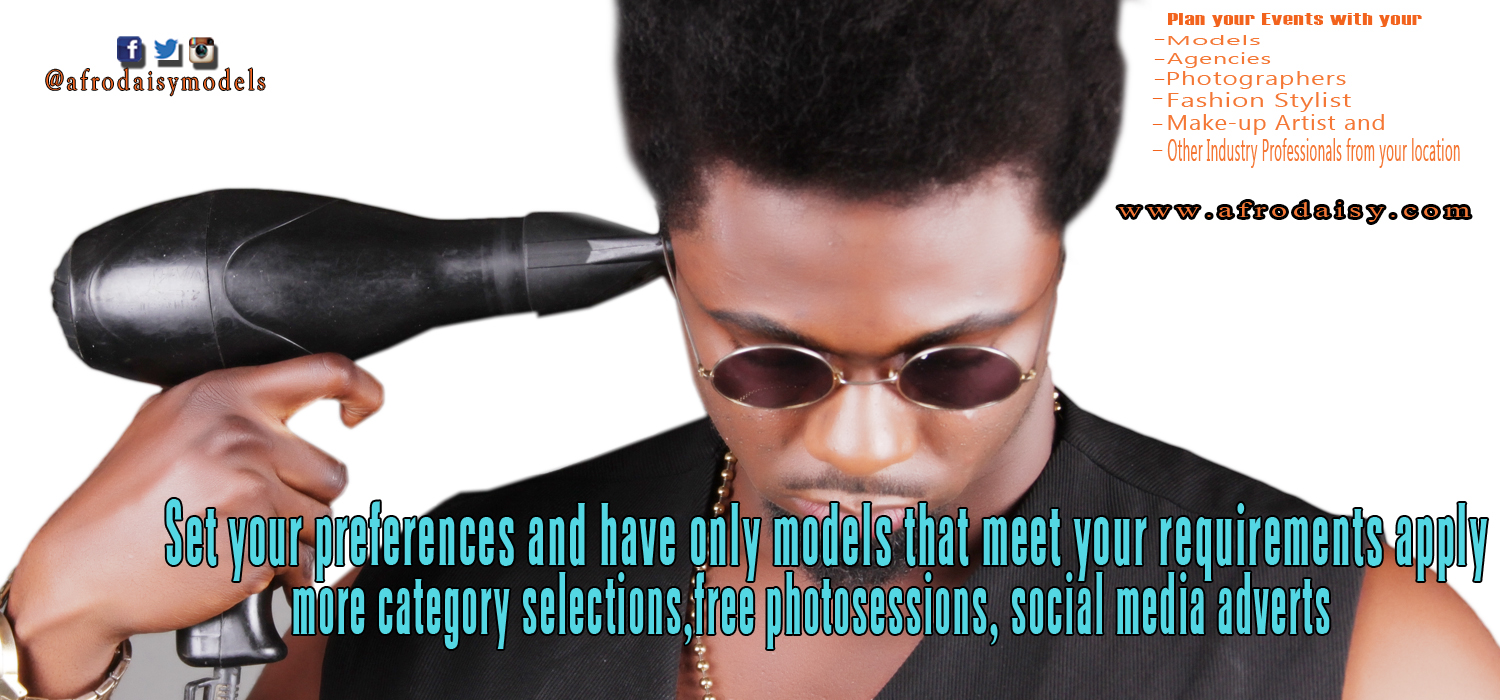 @afrodaisymodels
Plan your Events with your
-Models
-Agencies
-Photographers
-Fashion Stylist
-Make-up Artist and
- Other Industry Professionals from your location
www.afrodaisy.com
Set your preferences and have only models that meet your requirements apply
more category selections,free photosessions, social media adverts